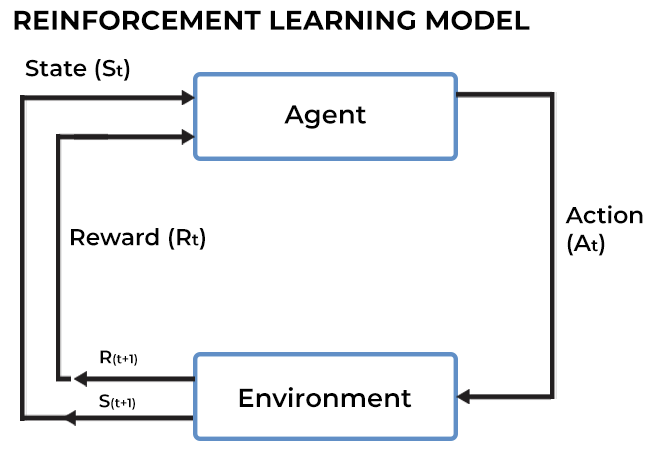 REINFORCEMENT LEARNING MODEL
State (St)
Agent
Action
(At)
Reward (Rt)
R(t+1)
S(t+1)
Environment